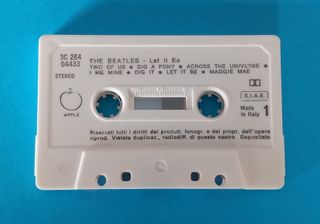 3C 264
04433
STEREO
THE BEATLES - Let It Be
TWO OF US • DIG A PONY • ACROSS THE UNIVERSE •
I ME MINE • DIG IT • LET IT BE • MAGGIE MAE
APPLE
S.I.A.E.
Made
in Italy
1
Riservati tutti i diritti del produtt. fonogr. e del propr. dell'opera
riprod. Vietata duplicaz., radiodiff. di questo nastro Depositato